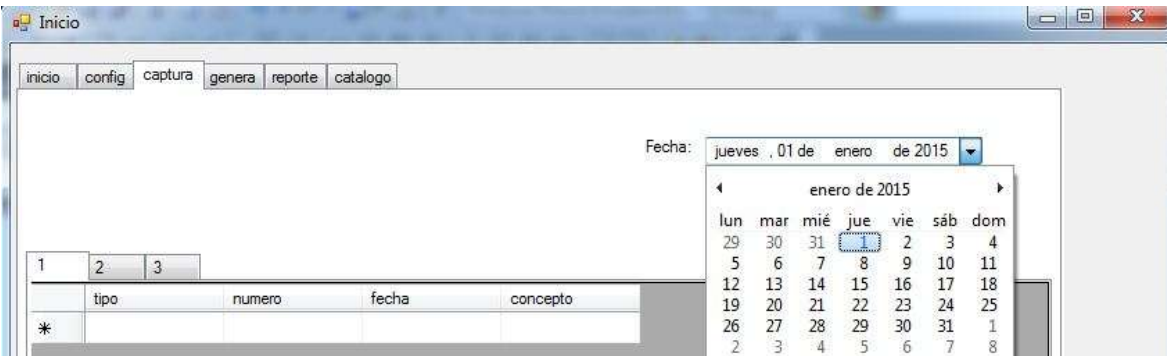 Inicio
inicio config captura genera reporte catalogo
Fecha: jueves , 01 de enero de 2015
enero de 2015
lun mar mié jue vie sáb dom
29 30 31 1 2 3 4
5 6 7 8 9 10 11
12 13 14 15 16 17 18
19 20 21 22 23 24 25
26 27 28 29 30 31 1
2 3 4 5 6 7 8
1 2 3
tipo numero fecha concepto